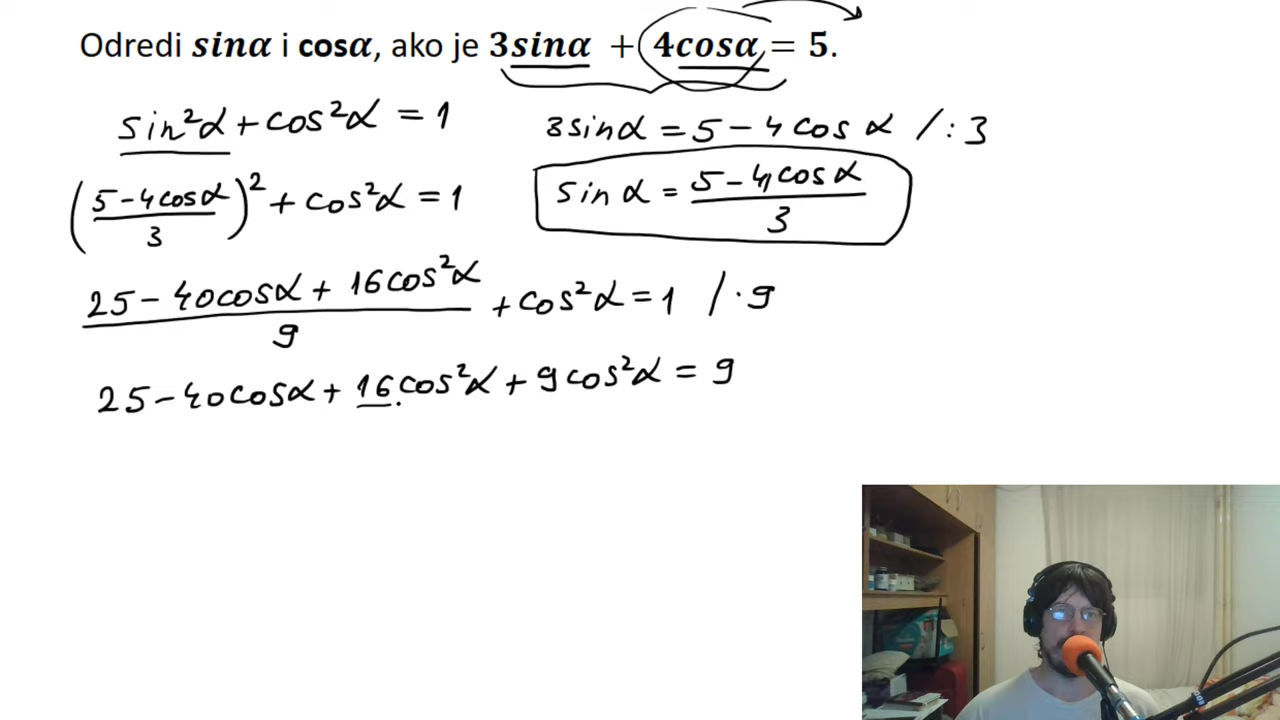 Odredi sinα i cosα, ako je 3sinα + 4cosα = 5.
sin²α + cos²α = 1
3sinα = 5 - 4cosα / :3
(5 - 4cosα / 3)² + cos²α = 1
sinα = 5 - 4cosα / 3
25 - 40cosα + 16cos²α / 9 + cos²α = 1 / ·9
25 - 40cosα + 16cos²α + 9cos²α = 9